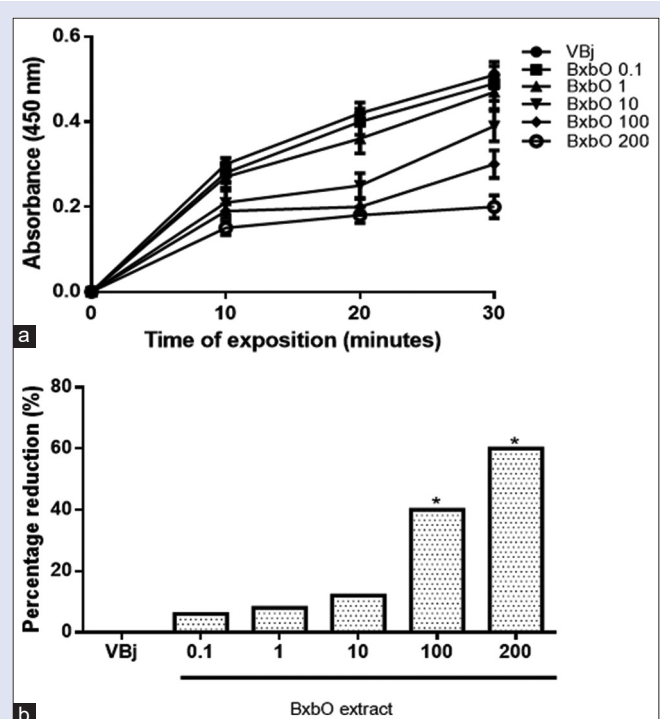 0.6
0.4
0.2
0.0
Absorbance (450 nm)
VBj
BxbO 0.1
BxbO 1
BxbO 10
BxbO 100
BxbO 200
0 10 20 30
Time of exposition (minutes)
a
80
60
40
20
0
Percentage reduction (%)
*
*
VBj 0.1 1 10 100 200
BxbO extract
b